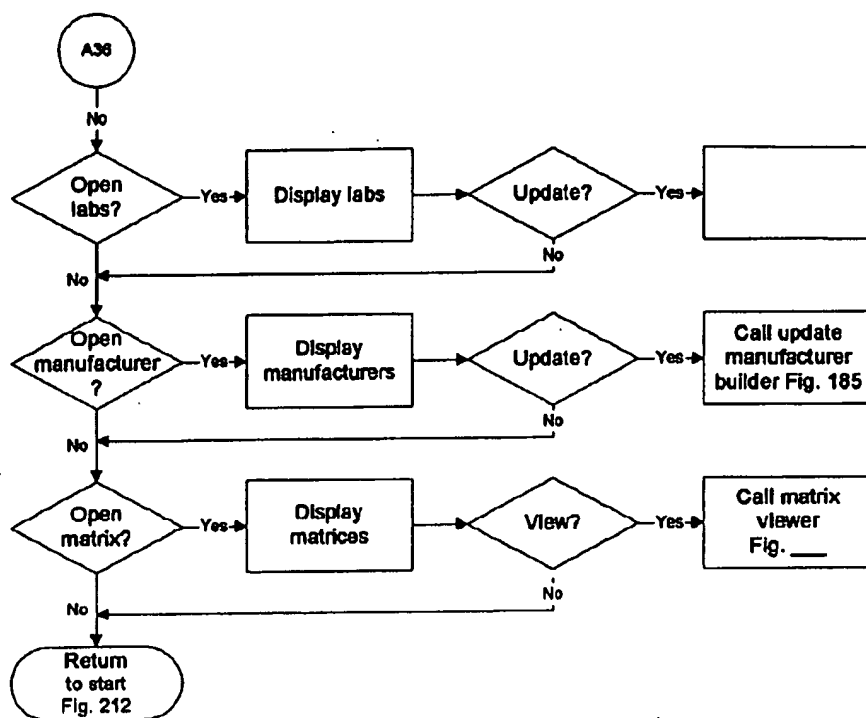 A36
No
Open
labs?
Yes
Display labs
Update?
Yes
No
No
Open
manufacturer
?
Yes
Display
manufacturers
Update?
Yes
Call update
manufacturer
builder Fig. 185
No
No
Open
matrix?
Yes
Display
matrices
View?
Yes
Call matrix
viewer
Fig. ___
No
No
Return
to start
Fig. 212